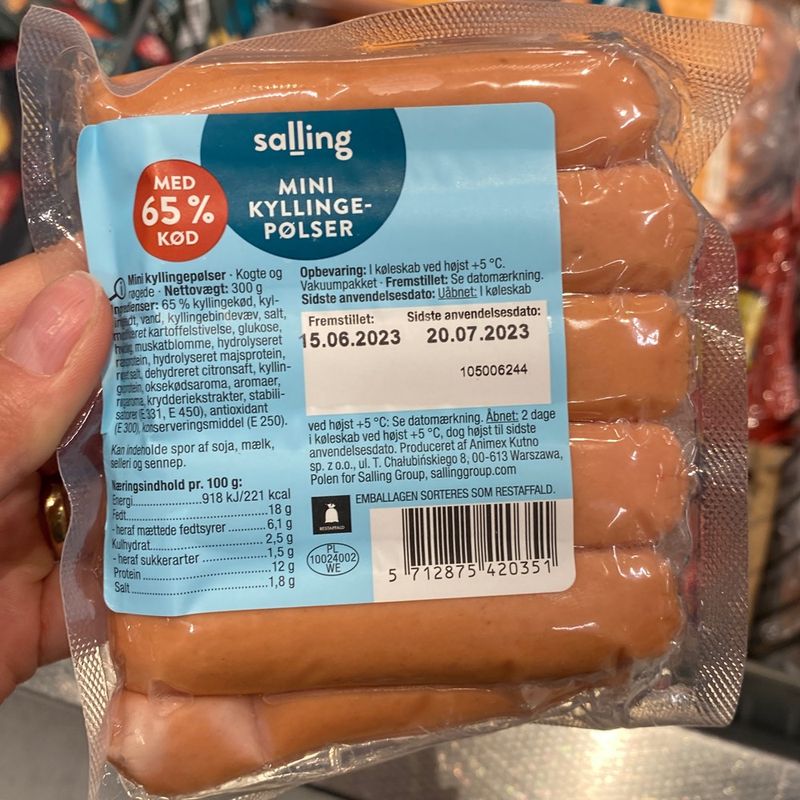 salling
MED
65%
KØD
MINI
KYLLINGE-
PØLSER
Mini kyllingepølser · Kogte og
røgede · Nettovægt: 300 g
Ingredienser: 65 % kyllingekød, kyl-
vand, kyllingebindevæv, salt,
modificeret kartoffelstivelse, glukose,
muskatblomme, hydrolyseret
hydrolyseret majsprotein,
dehydreret citronsaft, kyllin-
oksekødsaroma, aromaer,
krydderiekstrakter, stabili-
satorer (E331, E 450), antioxidant
(E 300), konserveringsmiddel (E 250).
Kan indeholde spor af soja, mælk,
selleri og sennep.
Næringsindhold pr. 100 g:
Energi 918 kJ/221 kcal
Fedt 18 g
- heraf mættede fedtsyrer 6,1 g
Kulhydrat 2,5 g
- heraf sukkerarter 1,5 g
Protein 12 g
Salt 1,8 g
Opbevaring: I køleskab ved højst +5 °C.
Vakuumpakket · Fremstillet: Se datomærkning.
Sidste anvendelsesdato: Uåbnet: I køleskab
Fremstillet: Sidste anvendelsesdato:
15.06.2023 20.07.2023
105006244
ved højst +5 °C: Se datomærkning. Åbnet: 2 dage
i køleskab ved højst +5 °C, dog højst til sidste
anvendelsesdato. Produceret af Animex Kutno
sp. z o.o., ul. T. Chałubińskiego 8, 00-613 Warszawa,
Polen for Salling Group, sallinggroup.com
EMBALLAGEN SORTERES SOM RESTAFFALD.
RESTAFFALD
PL
10024002
WE
5 712875 420351